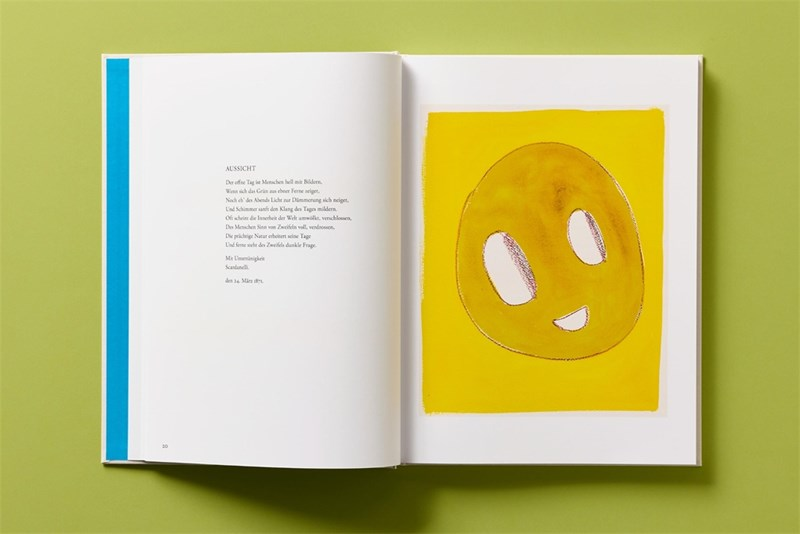 AUSSICHT
Der offne Tag ist Menschen hell mit Bildern,
Wenn sich das Grün aus ebner Ferne zeiget,
Noch eh' des Abends Licht zur Dämmerung sich neiget,
Und Schimmer sanft den Klang des Tages mildern.
Oft scheint die Innerheit der Welt umwölkt, verschlossen,
Des Menschen Sinn von Zweifeln voll, verdrossen,
Die prächtige Natur erheitert seine Tage
Und ferne steht des Zweifels dunkle Frage.
Mit Untertänigkeit
Scardanelli.
den 24. März 1871.